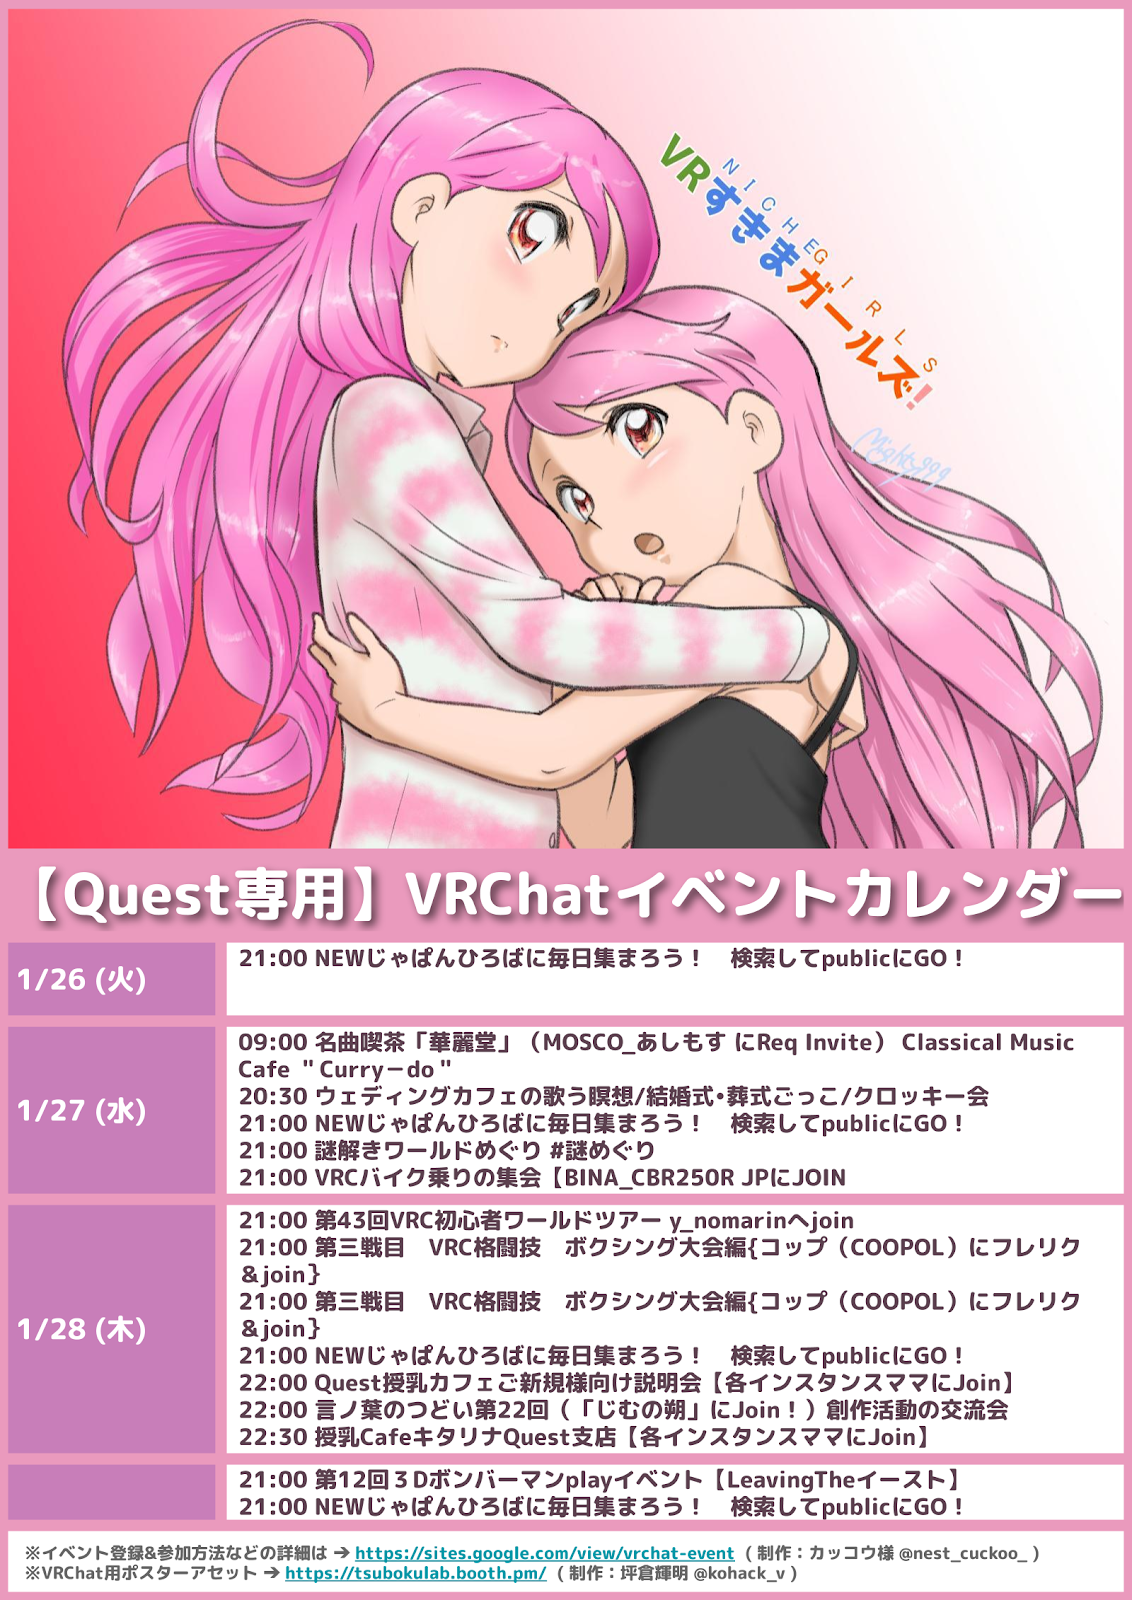 NICHE GIRLS
VRすきまガールズ!
Mighty999
【Quest専用】VRChatイベントカレンダー
1/26 (火)
21:00 NEWじゃぱんひろばに毎日集まろう！　検索してpublicにGO！
1/27 (水)
09:00 名曲喫茶「華麗堂」（MOSCO_あしもす にReq Invite） Classical Music
Cafe ＂Curry－do＂
20:30 ウェディングカフェの歌う瞑想/結婚式•葬式ごっこ/クロッキー会
21:00 NEWじゃぱんひろばに毎日集まろう！　検索してpublicにGO！
21:00 謎解きワールドめぐり #謎めぐり
21:00 VRCバイク乗りの集会【BINA_CBR250R JPにJOIN
1/28 (木)
21:00 第43回VRC初心者ワールドツアー y_nomarinへjoin
21:00 第三戦目　VRC格闘技　ボクシング大会編{コップ（COOPOL）にフレリク
＆join}
21:00 第三戦目　VRC格闘技　ボクシング大会編{コップ（COOPOL）にフレリク
＆join}
21:00 NEWじゃぱんひろばに毎日集まろう！　検索してpublicにGO！
22:00 Quest授乳カフェご新規様向け説明会【各インスタンスママにJoin】
22:00 言ノ葉のつどい第22回（「じむの朔」にJoin！）創作活動の交流会
22:30 授乳CafeキタリナQuest支店【各インスタンスママにJoin】
21:00 第12回３Dボンバーマンplayイベント【LeavingTheイースト】
21:00 NEWじゃぱんひろばに毎日集まろう！　検索してpublicにGO！
※イベント登録&参加方法などの詳細は ➔ https://sites.google.com/view/vrchat-event （制作：カッコウ様 @nest_cuckoo_ ）
※VRChat用ポスターアセット ➔ https://tsubokulab.booth.pm/ （制作：坪倉輝明 @kohack_v ）